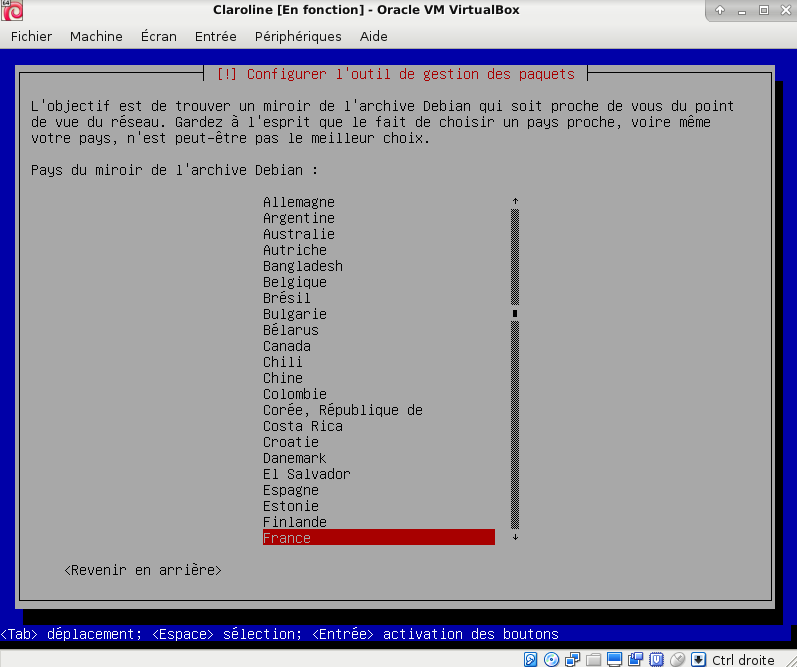 Claroline [En fonction] - Oracle VM VirtualBox
Fichier Machine Écran Entrée Périphériques Aide
[!] Configurer l'outil de gestion des paquets
L'objectif est de trouver un miroir de l'archive Debian qui soit proche de vous du point
de vue du réseau. Gardez à l'esprit que le fait de choisir un pays proche, voire même
votre pays, n'est peut-être pas le meilleur choix.
Pays du miroir de l'archive Debian :
Allemagne
Argentine
Australie
Autriche
Bangladesh
Belgique
Brésil
Bulgarie
Bélarus
Canada
Chili
Chine
Colombie
Corée, République de
Costa Rica
Croatie
Danemark
El Salvador
Espagne
Estonie
Finlande
France
<Revenir en arrière>
<Tab> déplacement; <Espace> sélection; <Entrée> activation des boutons
Ctrl droite